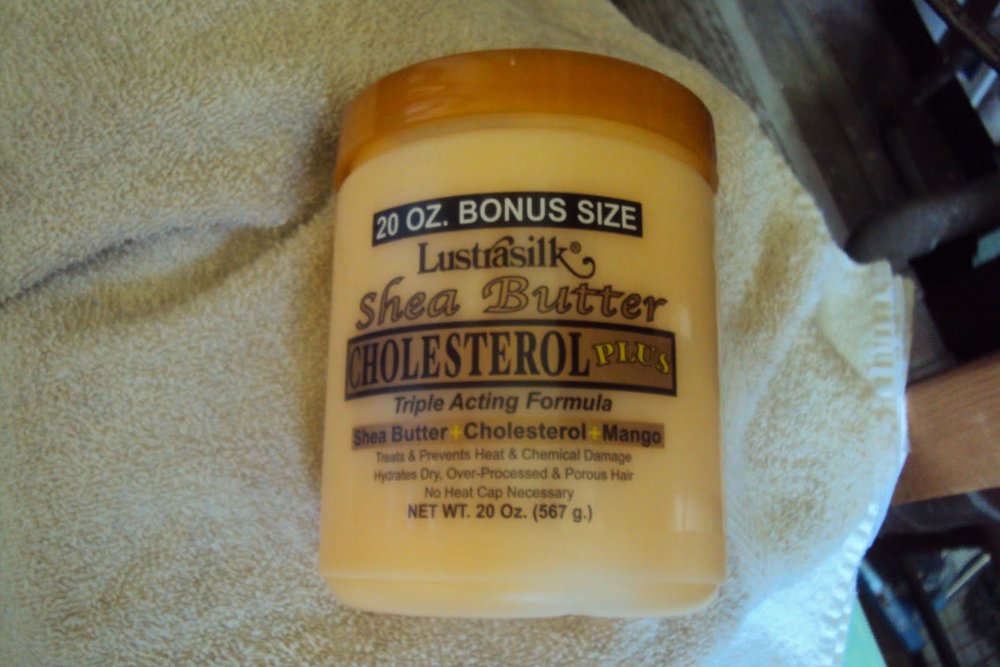 20 OZ. BONUS SIZE
Lustrasilk®
Shea Butter
CHOLESTEROL PLUS
Triple Acting Formula
Shea Butter+Cholesterol+Mango
Treats & Prevents Heat & Chemical Damage
Hydrates Dry, Over-Processed & Porous Hair
No Heat Cap Necessary
NET WT. 20 Oz. (567 g.)